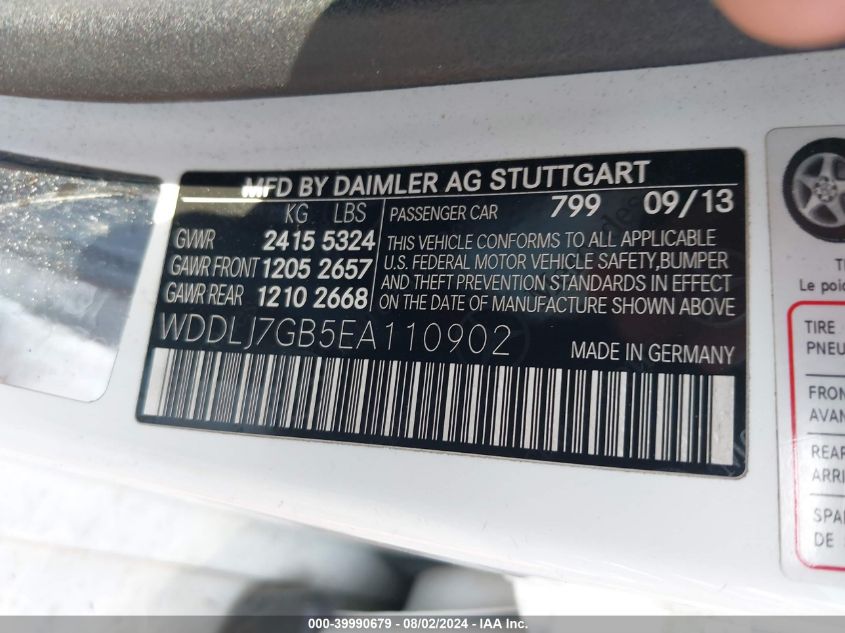 MFD BY DAIMLER AG STUTTGART
KG LBS
PASSENGER CAR 799 09/13
GVWR 2415 5324
GAWR FRONT 1205 2657
GAWR REAR 1210 2668
THIS VEHICLE CONFORMS TO ALL APPLICABLE
U.S. FEDERAL MOTOR VEHICLE SAFETY,BUMPER
AND THEFT PREVENTION STANDARDS IN EFFECT
ON THE DATE OF MANUFACTURE SHOWN ABOVE
WDDLJ7GB5EA110902
MADE IN GERMANY
Le poi
TIRE
PNEU
FRON
AVAN
REAR
ARRI
SPA
DE
000-39990679 - 08/02/2024 - IAA Inc.